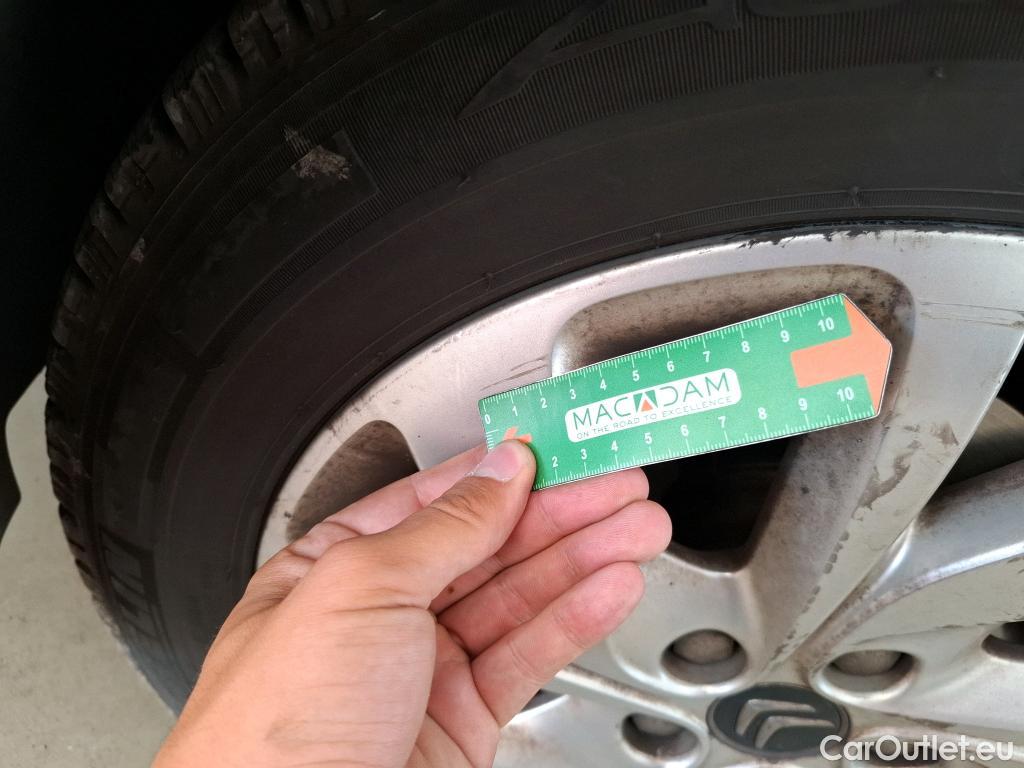 0 1 2 3 4 5 6 7 8 9 10
MACADAM
ON THE ROAD TO EXCELLENCE
2 3 4 5 6 7 8 9 10
CarOutlet.eu